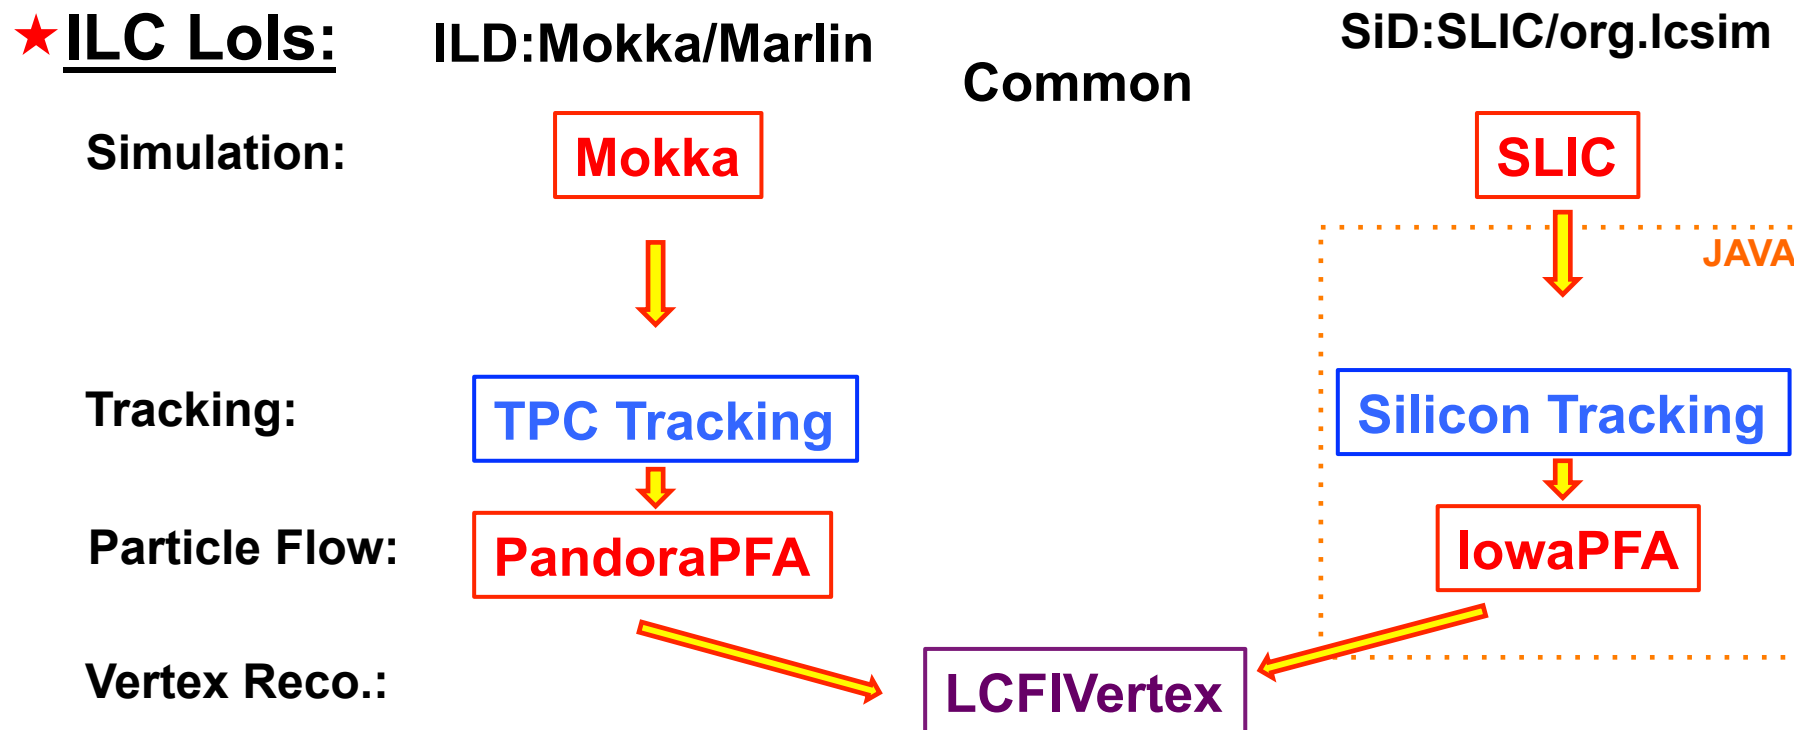 ★ILC LoIs:
ILD:Mokka/Marlin
Common
SiD:SLIC/org.lcsim
Simulation:
Mokka
SLIC
JAVA
Tracking:
TPC Tracking
Silicon Tracking
Particle Flow:
PandoraPFA
IowaPFA
Vertex Reco.:
LCFIVertex